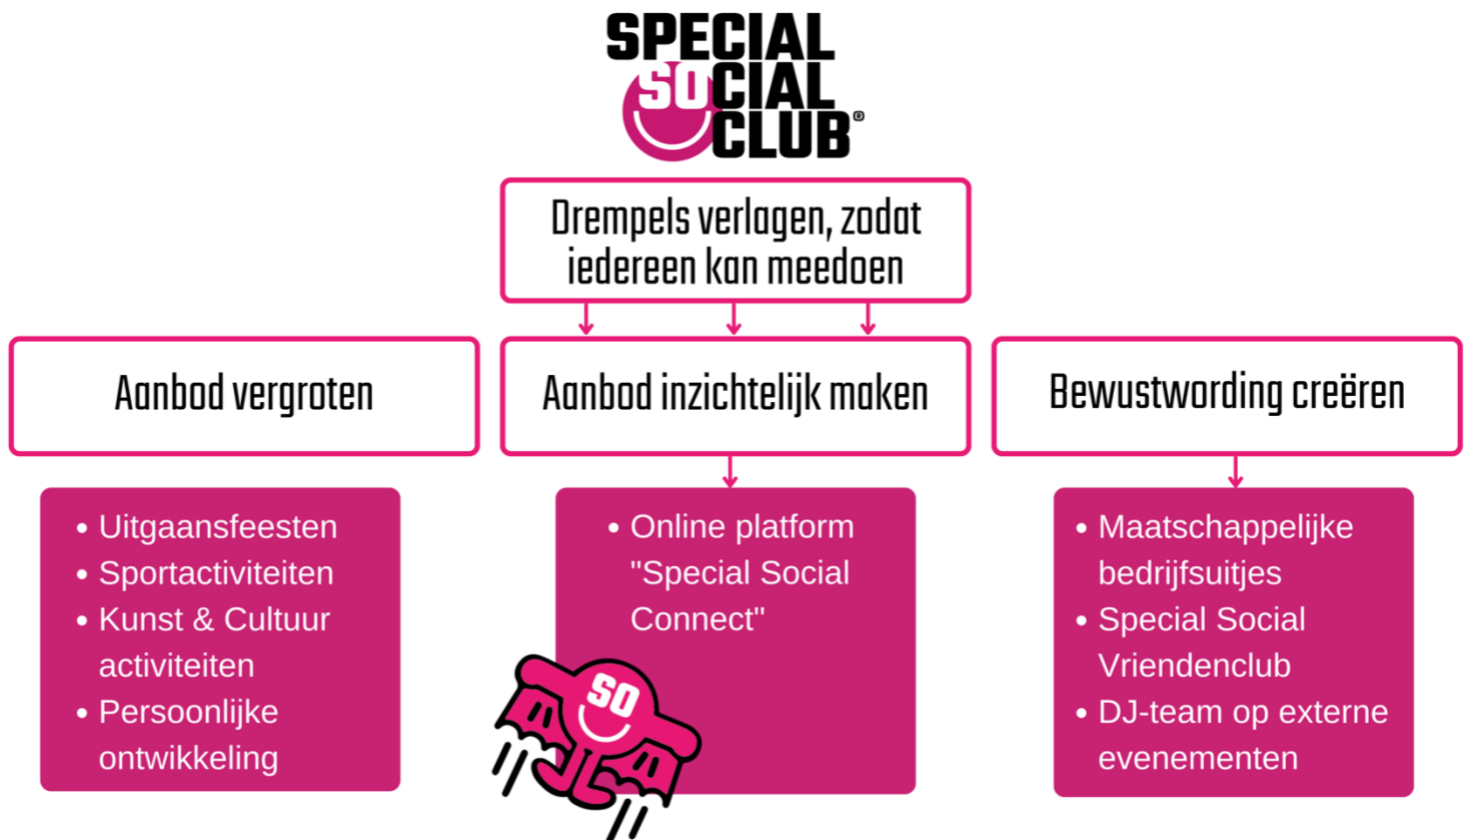 SPECIAL
SOCIAL
CLUB®
Drempels verlagen, zodat
iedereen kan meedoen
Aanbod vergroten
Aanbod inzichtelijk maken
Bewustwording creëren
• Uitgaansfeesten
• Sportactiviteiten
• Kunst & Cultuur
activiteiten
• Persoonlijke
ontwikkeling
• Online platform
"Special Social
Connect"
SO
• Maatschappelijke
bedrijfsuitjes
• Special Social
Vriendenclub
• DJ-team op externe
evenementen